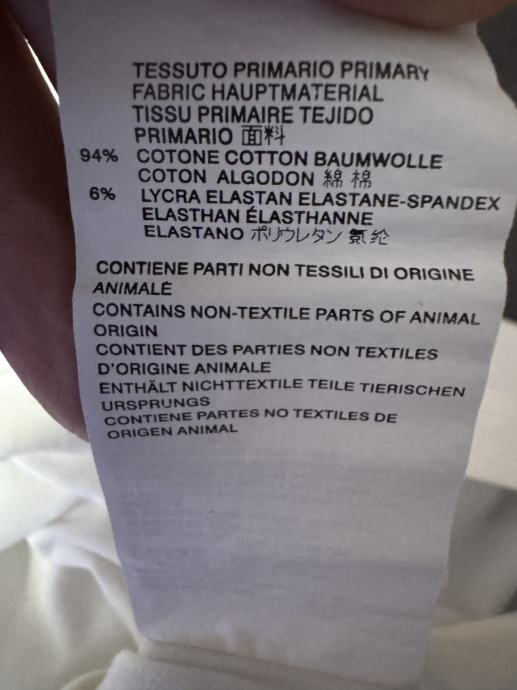 TESSUTO PRIMARIO PRIMARY
FABRIC HAUPTMATERIAL
TISSU PRIMAIRE TEJIDO
PRIMARIO 面料
94% COTONE COTTON BAUMWOLLE
COTON ALGODON 綿 棉
6% LYCRA ELASTAN ELASTANE-SPANDEX
ELASTHAN ÉLASTHANNE
ELASTANO ポリウレタン 氨纶
CONTIENE PARTI NON TESSILI DI ORIGINE
ANIMALE
CONTAINS NON-TEXTILE PARTS OF ANIMAL
ORIGIN
CONTIENT DES PARTIES NON TEXTILES
D'ORIGINE ANIMALE
ENTHÄLT NICHTTEXTILE TEILE TIERISCHEN
URSPRUNGS
CONTIENE PARTES NO TEXTILES DE
ORIGEN ANIMAL